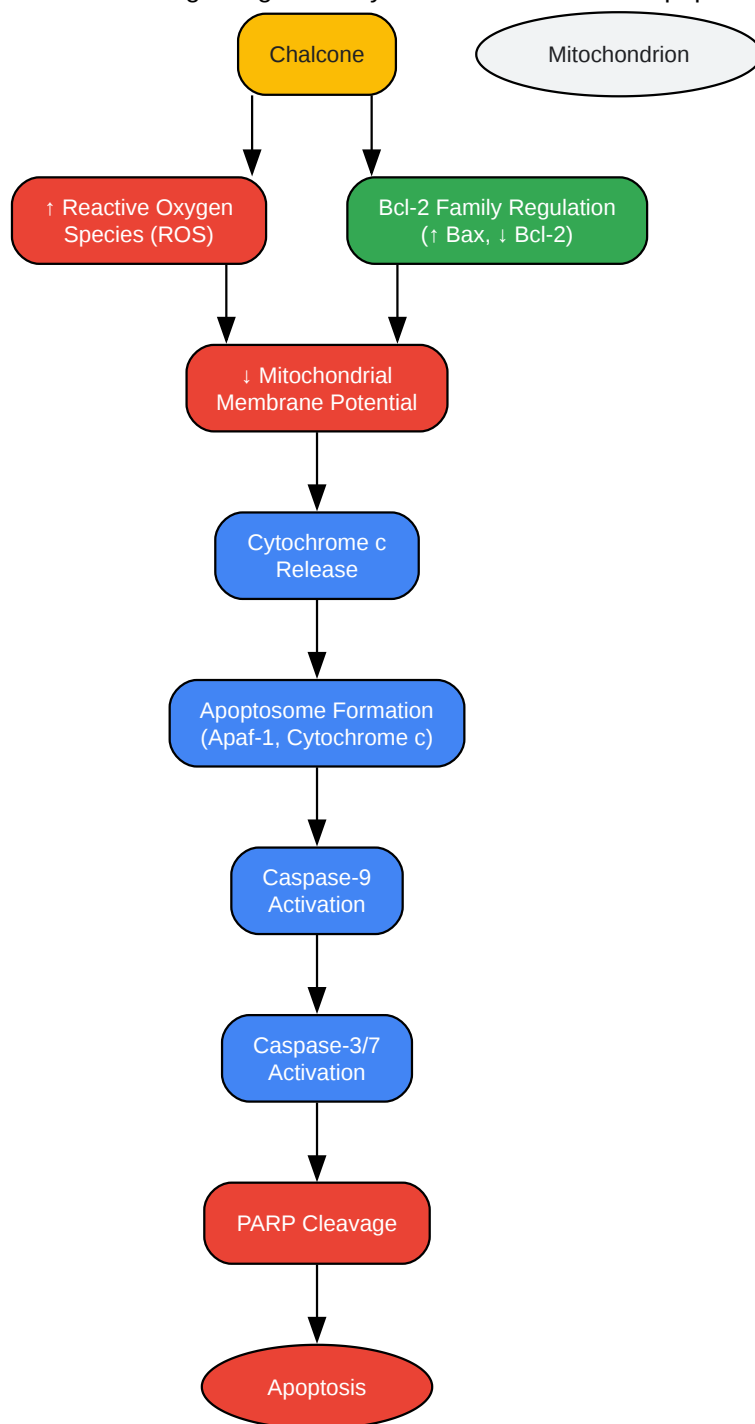 Chalcone
Mitochondrion
↑ Reactive Oxygen
Species (ROS)
Bcl-2 Family Regulation
(↑ Bax, ↓ Bcl-2)
↓ Mitochondrial
Membrane Potential
Cytochrome c
Release
Apoptosome Formation
(Apaf-1, Cytochrome c)
Caspase-9
Activation
Caspase-3/7
Activation
PARP Cleavage
Apoptosis